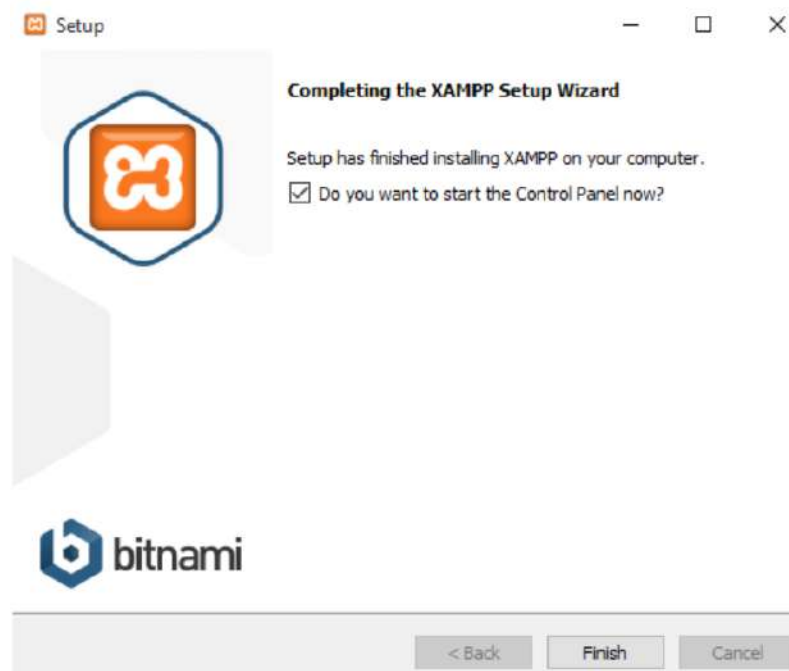 Setup
Completing the XAMPP Setup Wizard
Setup has finished installing XAMPP on your computer.
Do you want to start the Control Panel now?
bitnami
< Back
Finish
Cancel